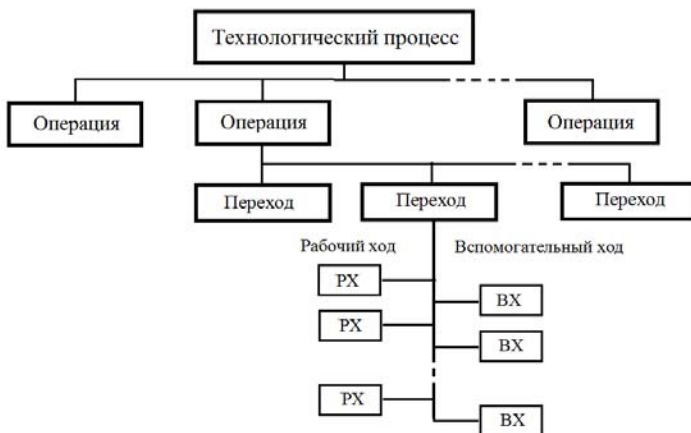 Технологический процесс
Операция
Операция
Операция
Переход
Переход
Переход
Рабочий ход
Вспомогательный ход
РХ
ВХ
РХ
ВХ
РХ
ВХ